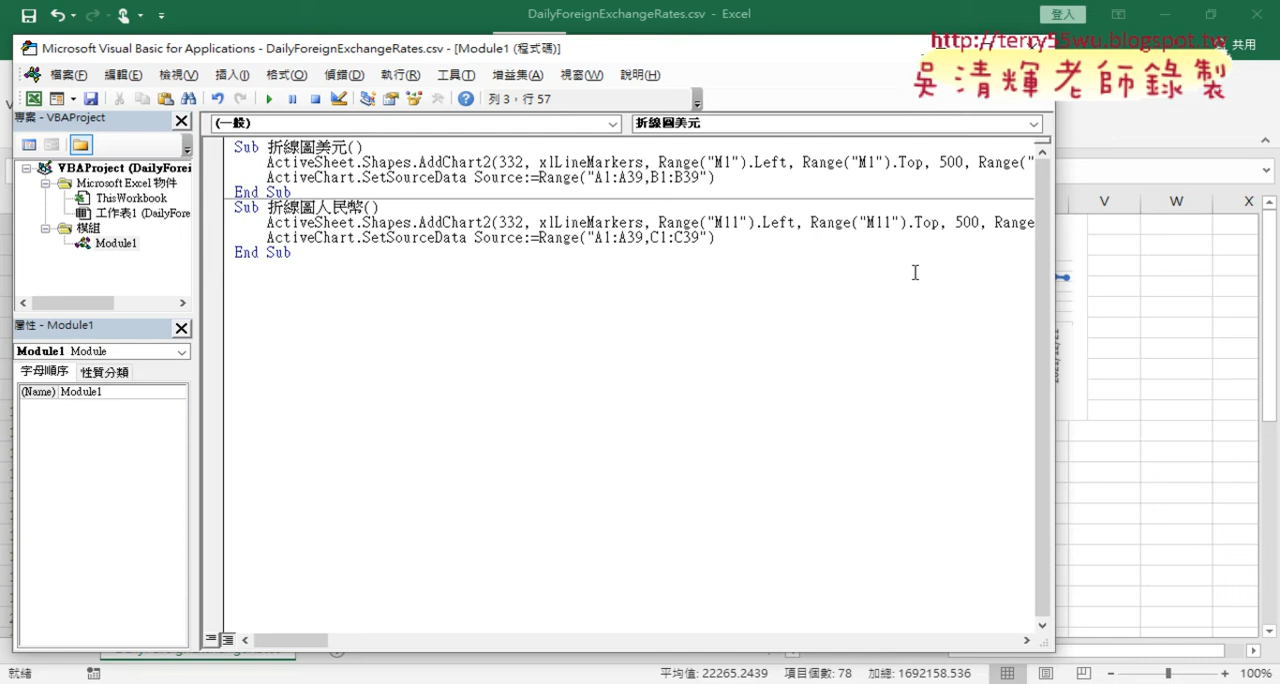 DailyForeignExchangeRates.csv - Excel
登入
Microsoft Visual Basic for Applications - DailyForeignExchangeRates.csv - [Module1 (程式碼)]
http://terry55wu.blogspot.tw
共用
吳清輝老師錄製
檔案(F) 編輯(E) 檢視(V) 插入(I) 格式(O) 偵錯(D) 執行(R) 工具(T) 增益集(A) 視窗(W) 說明(H)
列 3，行 57
專案 - VBAProject
(一般)
折線圖美元
VBAProject (DailyForei
Microsoft Excel 物件
ThisWorkbook
工作表1 (DailyFore
模組
Module1
Sub 折線圖美元()
ActiveSheet.Shapes.AddChart2(332, xlLineMarkers, Range("M1").Left, Range("M1").Top, 500, Range("
ActiveChart.SetSourceData Source:=Range("A1:A39,B1:B39")
End Sub
Sub 折線圖人民幣()
ActiveSheet.Shapes.AddChart2(332, xlLineMarkers, Range("M11").Left, Range("M11").Top, 500, Range
ActiveChart.SetSourceData Source:=Range("A1:A39,C1:C39")
End Sub
屬性 - Module1
Module1 Module
字母順序 性質分類
(Name) Module1
V W X
就緒
平均值: 22265.2439 項目個數: 78 加總: 1692158.536
100%